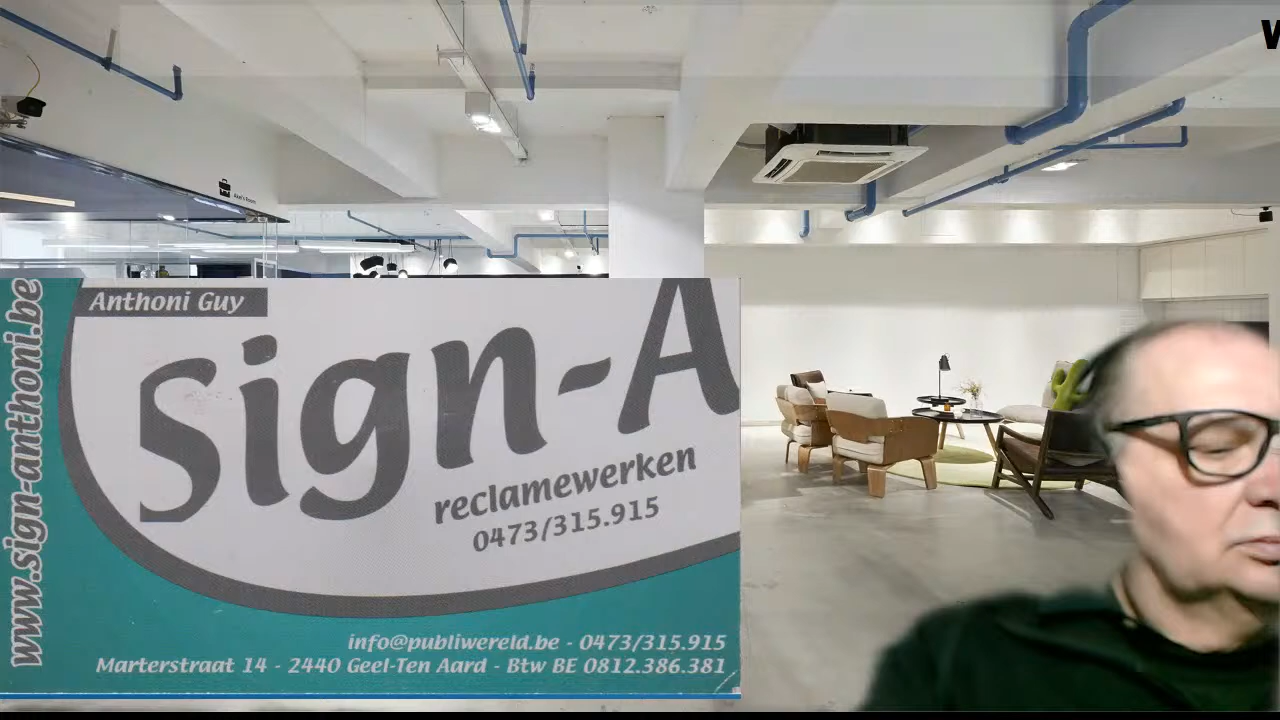 W
www.sign-anthoni.be
Anthoni Guy
Sign-A
reclamewerken
0473/315.915
info@publiwereld.be - 0473/315.915
Marterstraat 14 - 2440 Geel-Ten Aard - Btw BE 0812.386.381